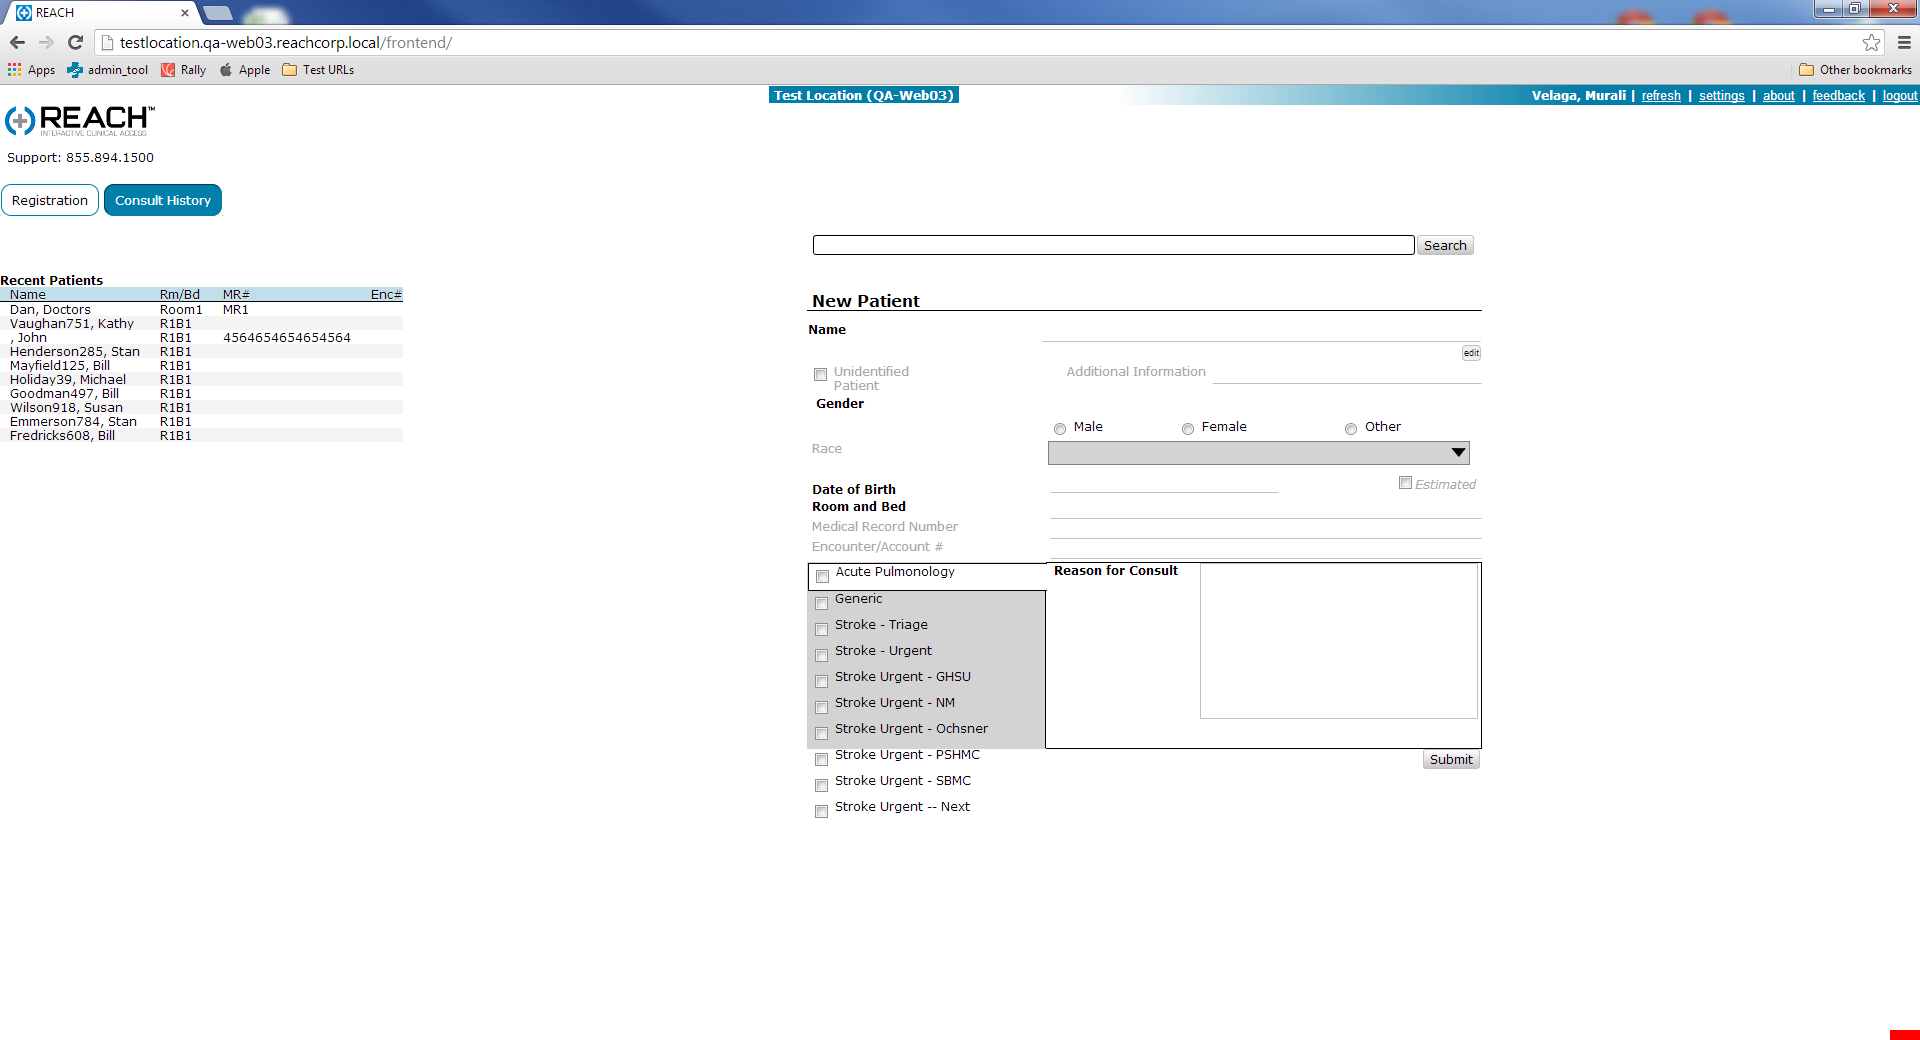 REACH
testlocation.qa-web03.reachcorp.local/frontend/
Apps admin_tool Rally Apple Test URLs Other bookmarks
Test Location (QA-Web03) Velaga, Murali | refresh | settings | about | feedback | logout
REACH™
INTERACTIVE CLINICAL ACCESS
Support: 855.894.1500
Registration Consult History
Search
Recent Patients
Name Rm/Bd MR# Enc#
Dan, Doctors Room1 MR1
Vaughan751, Kathy R1B1
, John R1B1 4564654654654564
Henderson285, Stan R1B1
Mayfield125, Bill R1B1
Holiday39, Michael R1B1
Goodman497, Bill R1B1
Wilson918, Susan R1B1
Emmerson784, Stan R1B1
Fredricks608, Bill R1B1
New Patient
Name
edit
Unidentified Patient Additional Information
Gender
Male Female Other
Race
Date of Birth Estimated
Room and Bed
Medical Record Number
Encounter/Account #
Acute Pulmonology Reason for Consult
Generic
Stroke - Triage
Stroke - Urgent
Stroke Urgent - GHSU
Stroke Urgent - NM
Stroke Urgent - Ochsner
Stroke Urgent - PSHMC
Submit
Stroke Urgent - SBMC
Stroke Urgent -- Next